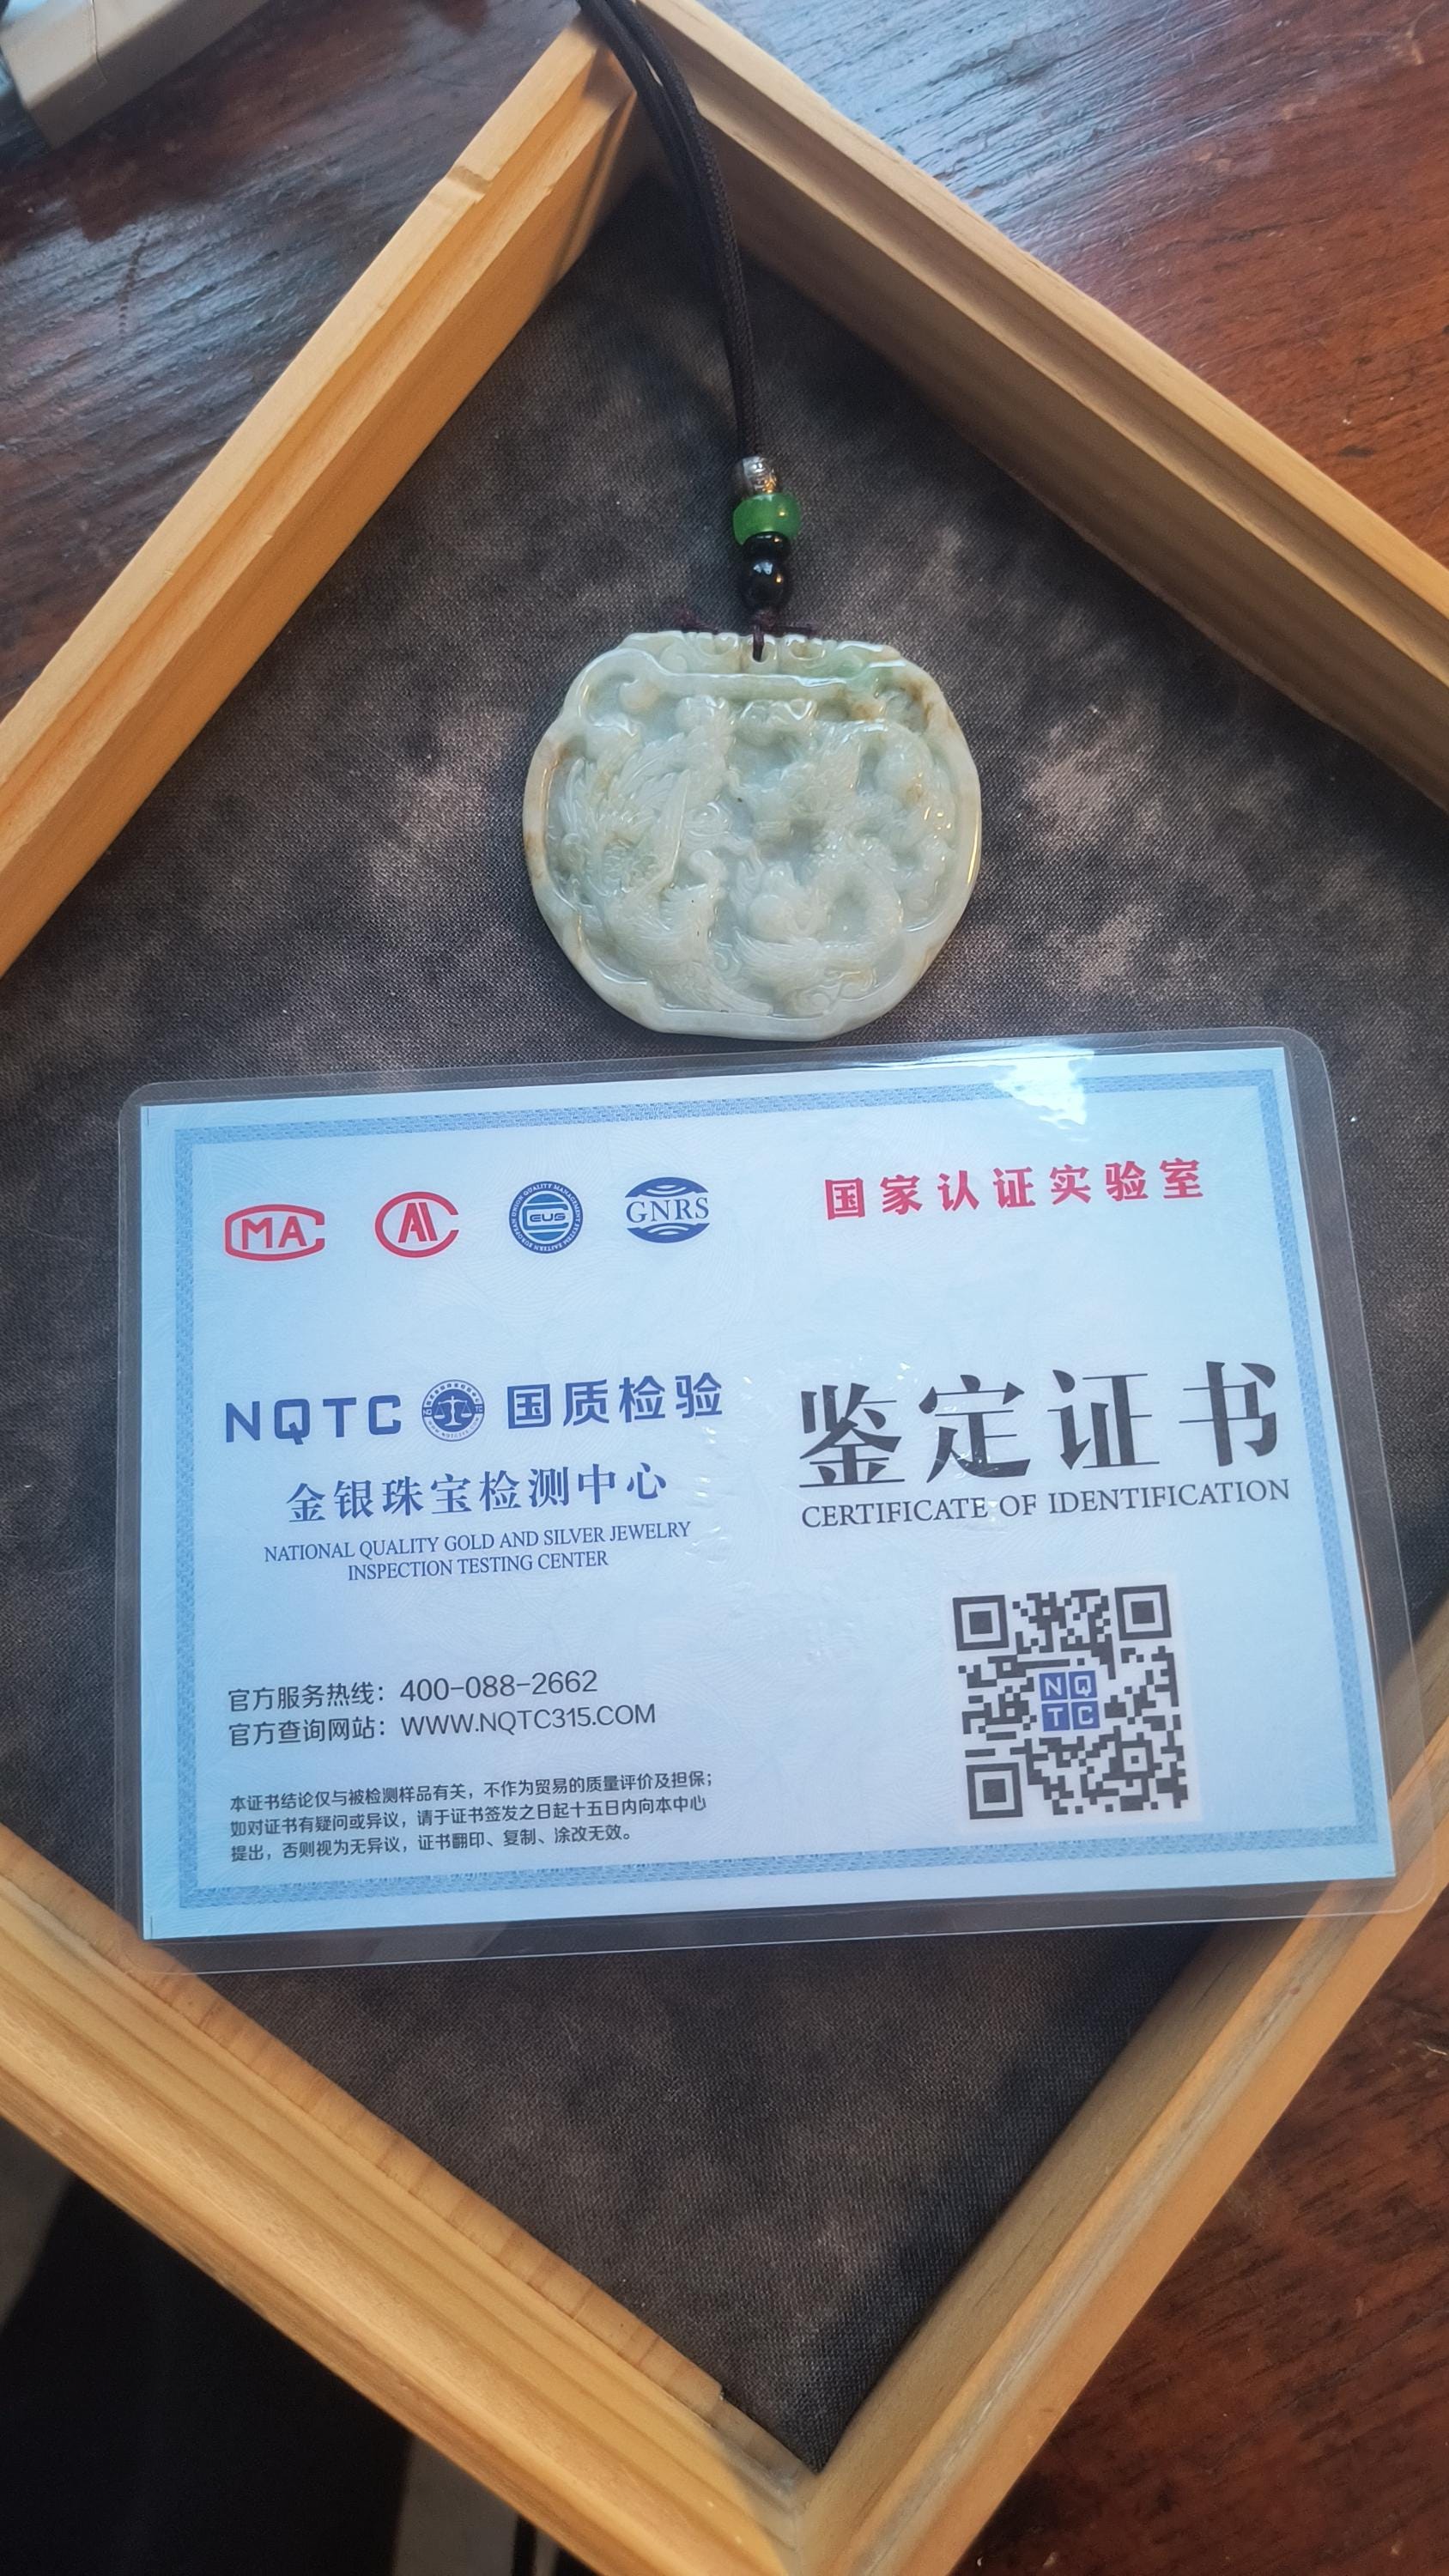 MA
AL
CEUS
GNRS
国家认证实验室
NQTC 国质检验
金银珠宝检测中心
NATIONAL QUALITY GOLD AND SILVER JEWELRY
INSPECTION TESTING CENTER
鉴定证书
CERTIFICATE OF IDENTIFICATION
NQ
TC
官方服务热线：400-088-2662
官方查询网站：WWW.NQTC315.COM
本证书结论仅与被检测样品有关，不作为贸易的质量评价及担保；
如对证书有疑问或异议，请于证书签发之日起十五日内向本中心
提出，否则视为无异议，证书翻印、复制、涂改无效。